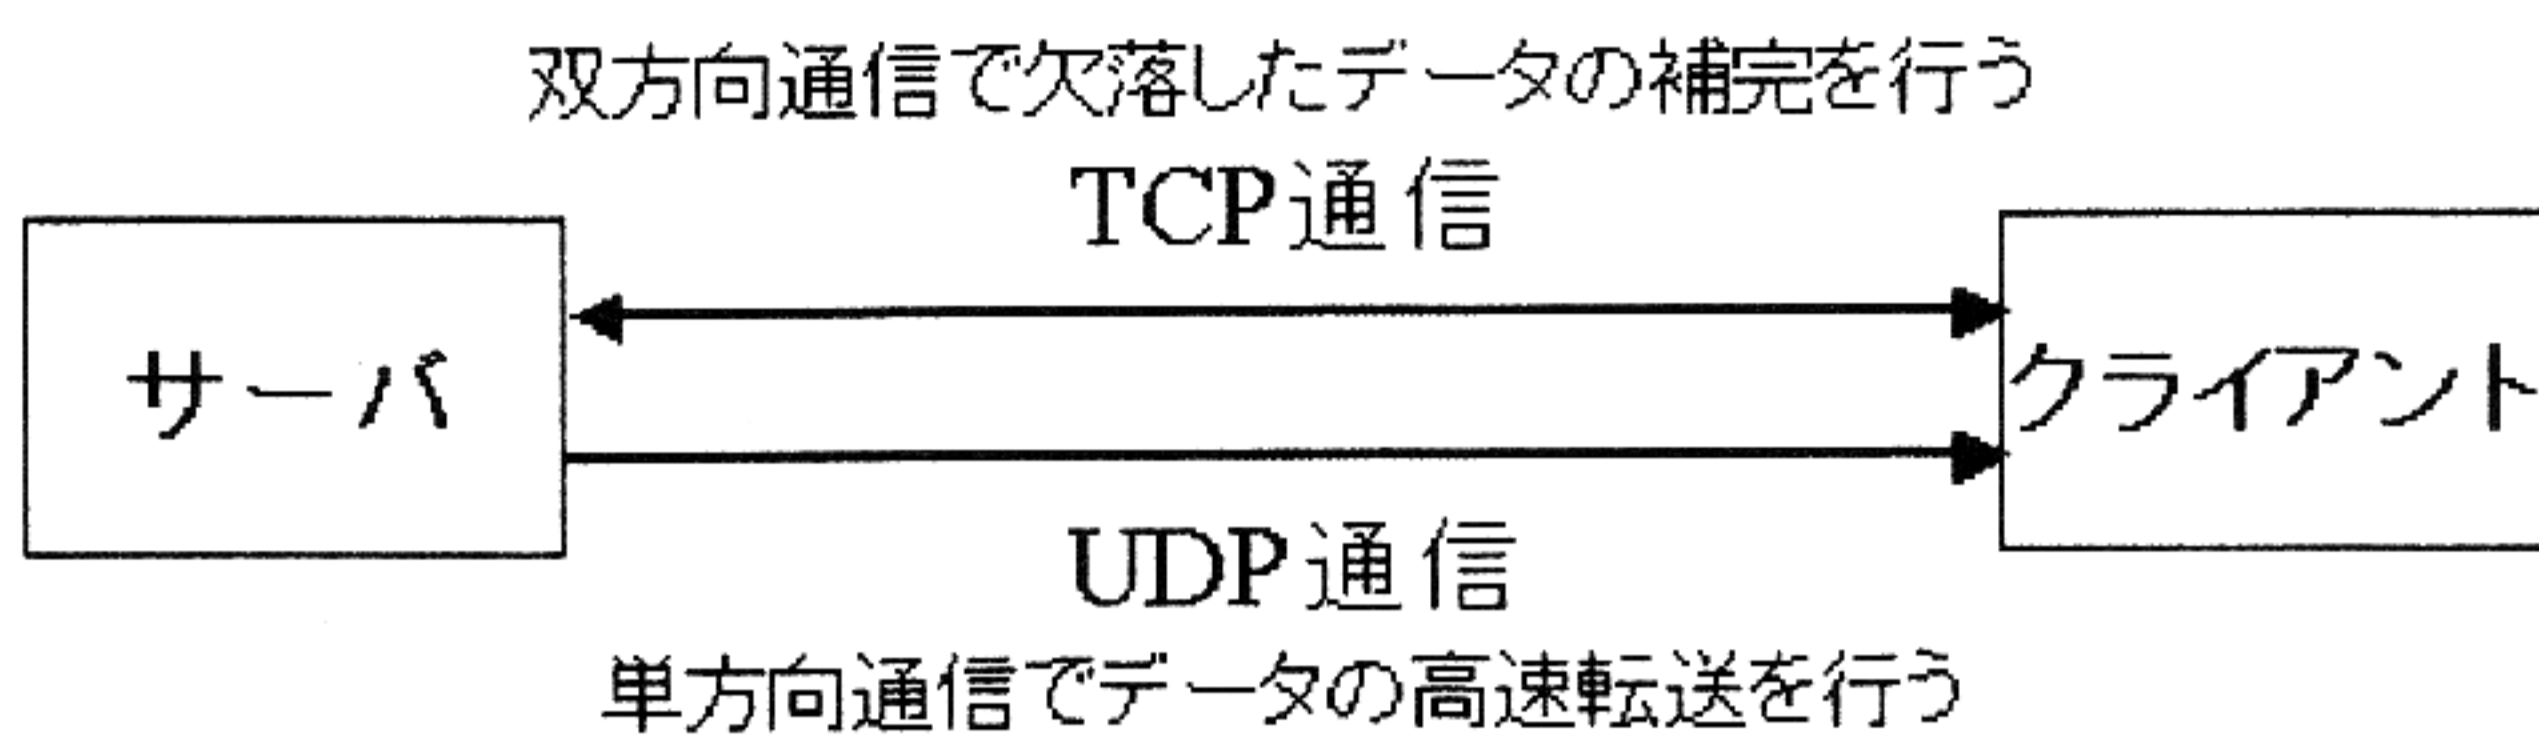 双方向通信で欠落したデータの補完を行う
TCP通信
サーバ
クライアント
UDP通信
単方向通信でデータの高速転送を行う